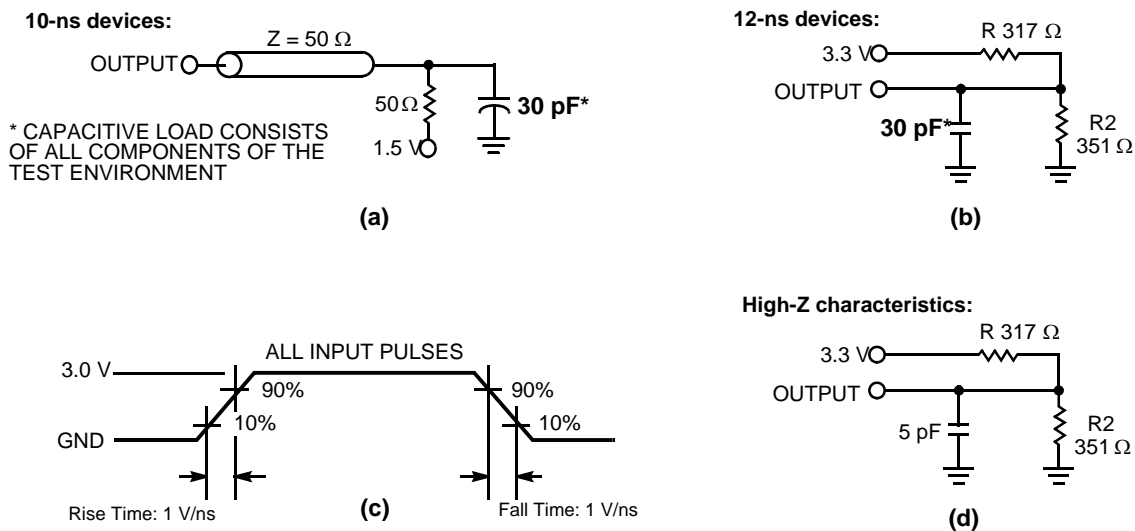 10-ns devices:
Z = 50 Ω
OUTPUT
50Ω
30 pF*
1.5 V
* CAPACITIVE LOAD CONSISTS
OF ALL COMPONENTS OF THE
TEST ENVIRONMENT
(a)
12-ns devices:
R 317 Ω
3.3 V
OUTPUT
30 pF*
R2
351 Ω
(b)
ALL INPUT PULSES
3.0 V
90%
10%
GND
90%
10%
Rise Time: 1 V/ns
(c)
Fall Time: 1 V/ns
High-Z characteristics:
R 317 Ω
3.3 V
OUTPUT
5 pF
R2
351 Ω
(d)